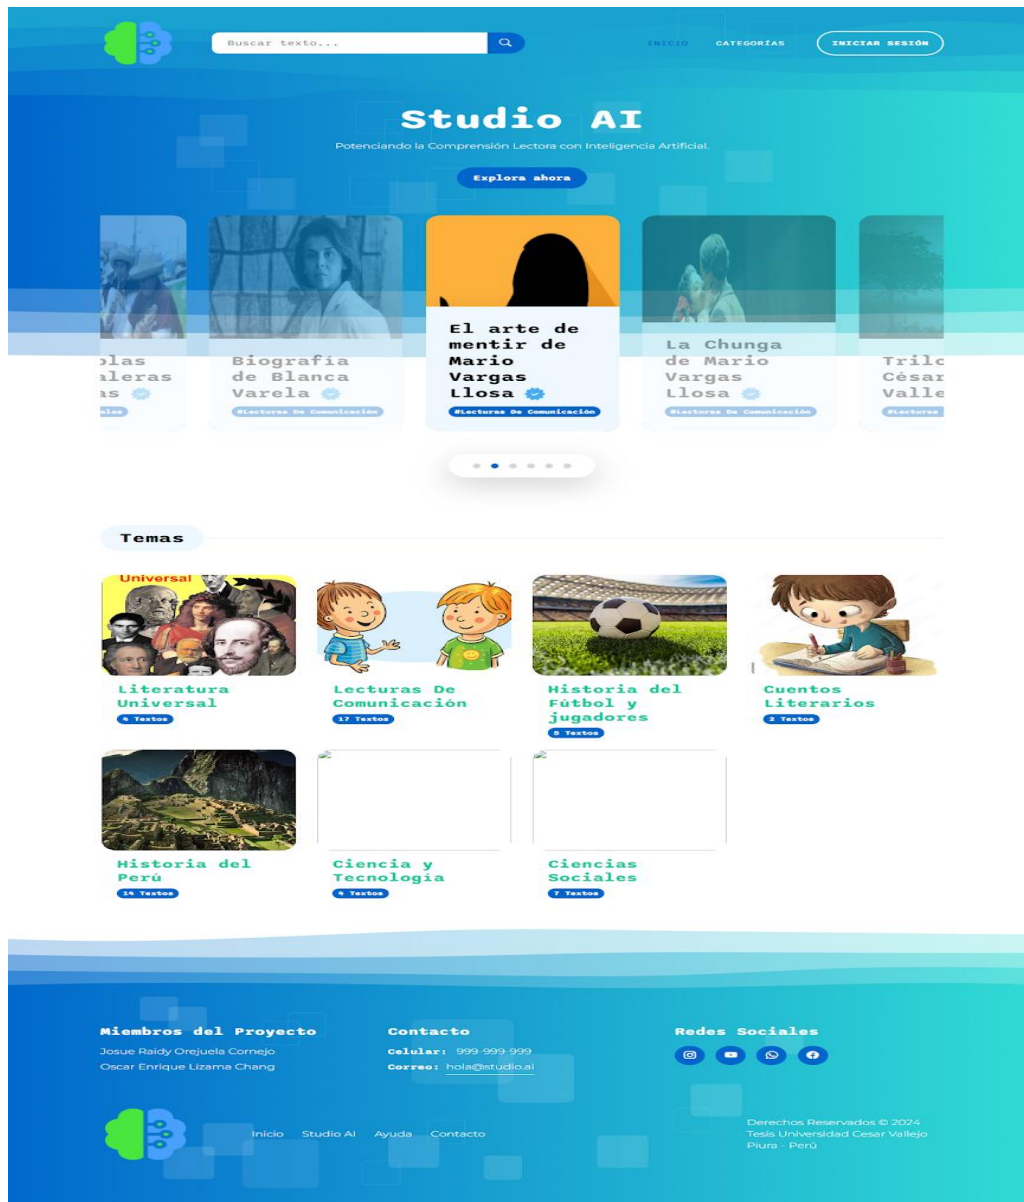 Buscar texto...
INICIO
CATEGORÍAS
INICIAR SESIÓN
Studio AI
Potenciando la Comprensión Lectora con Inteligencia Artificial.
Explora ahora
Biografía
de Blanca
Varela
#Lecturas De Comunicación
El arte de
mentir de
Mario
Vargas
Llosa
#Lecturas De Comunicación
La Chunga
de Mario
Vargas
Llosa
#Lecturas De Comunicación
César
#Lecturas
Temas
Universal
Literatura
Universal
4 Textos
Lecturas De
Comunicación
17 Textos
Historia del
Fútbol y
jugadores
5 Textos
Cuentos
Literarios
2 Textos
Historia del
Perú
14 Textos
Ciencia y
Tecnología
4 Textos
Ciencias
Sociales
7 Textos
Miembros del Proyecto
Josue Raidy Orejuela Cornejo
Oscar Enrique Lizama Chang
Contacto
Celular: 999-999-999
Correo: hola@studio.ai
Redes Sociales
Inicio
Studio AI
Ayuda
Contacto
Derechos Reservados © 2024
Tesis Universidad Cesar Vallejo
Piura - Perú